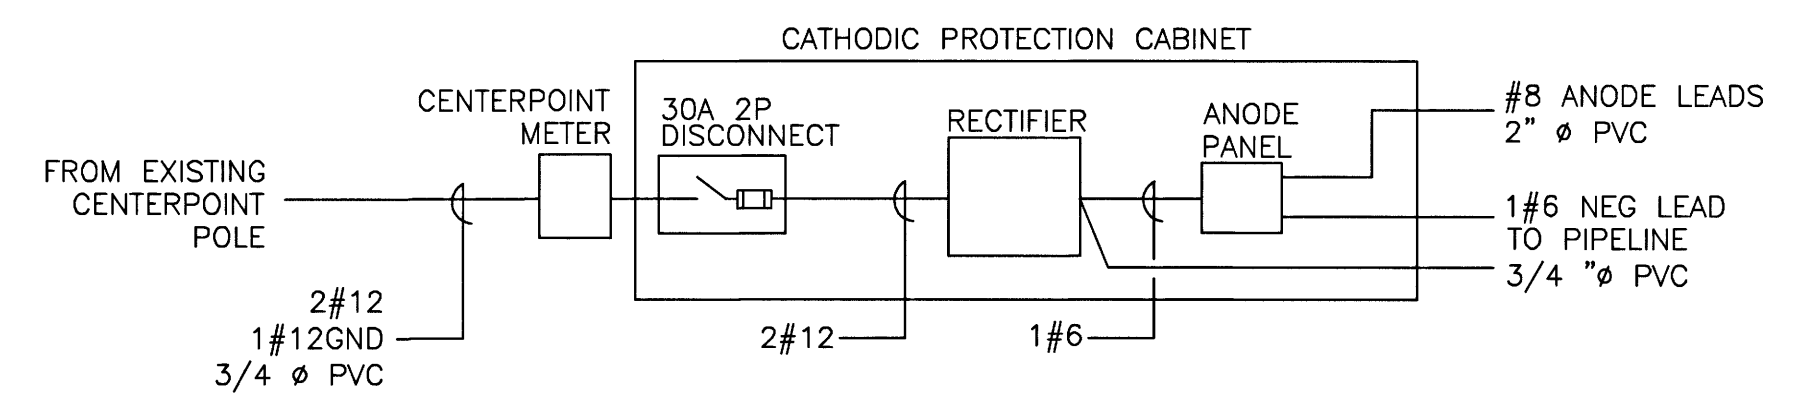 CATHODIC PROTECTION CABINET
CENTERPOINT
METER
30A 2P
DISCONNECT
RECTIFIER
ANODE
PANEL
#8 ANODE LEADS
2" ø PVC
FROM EXISTING
CENTERPOINT
POLE
1#6 NEG LEAD
TO PIPELINE
3/4 "ø PVC
2#12
1#12GND
3/4 ø PVC
2#12
1#6